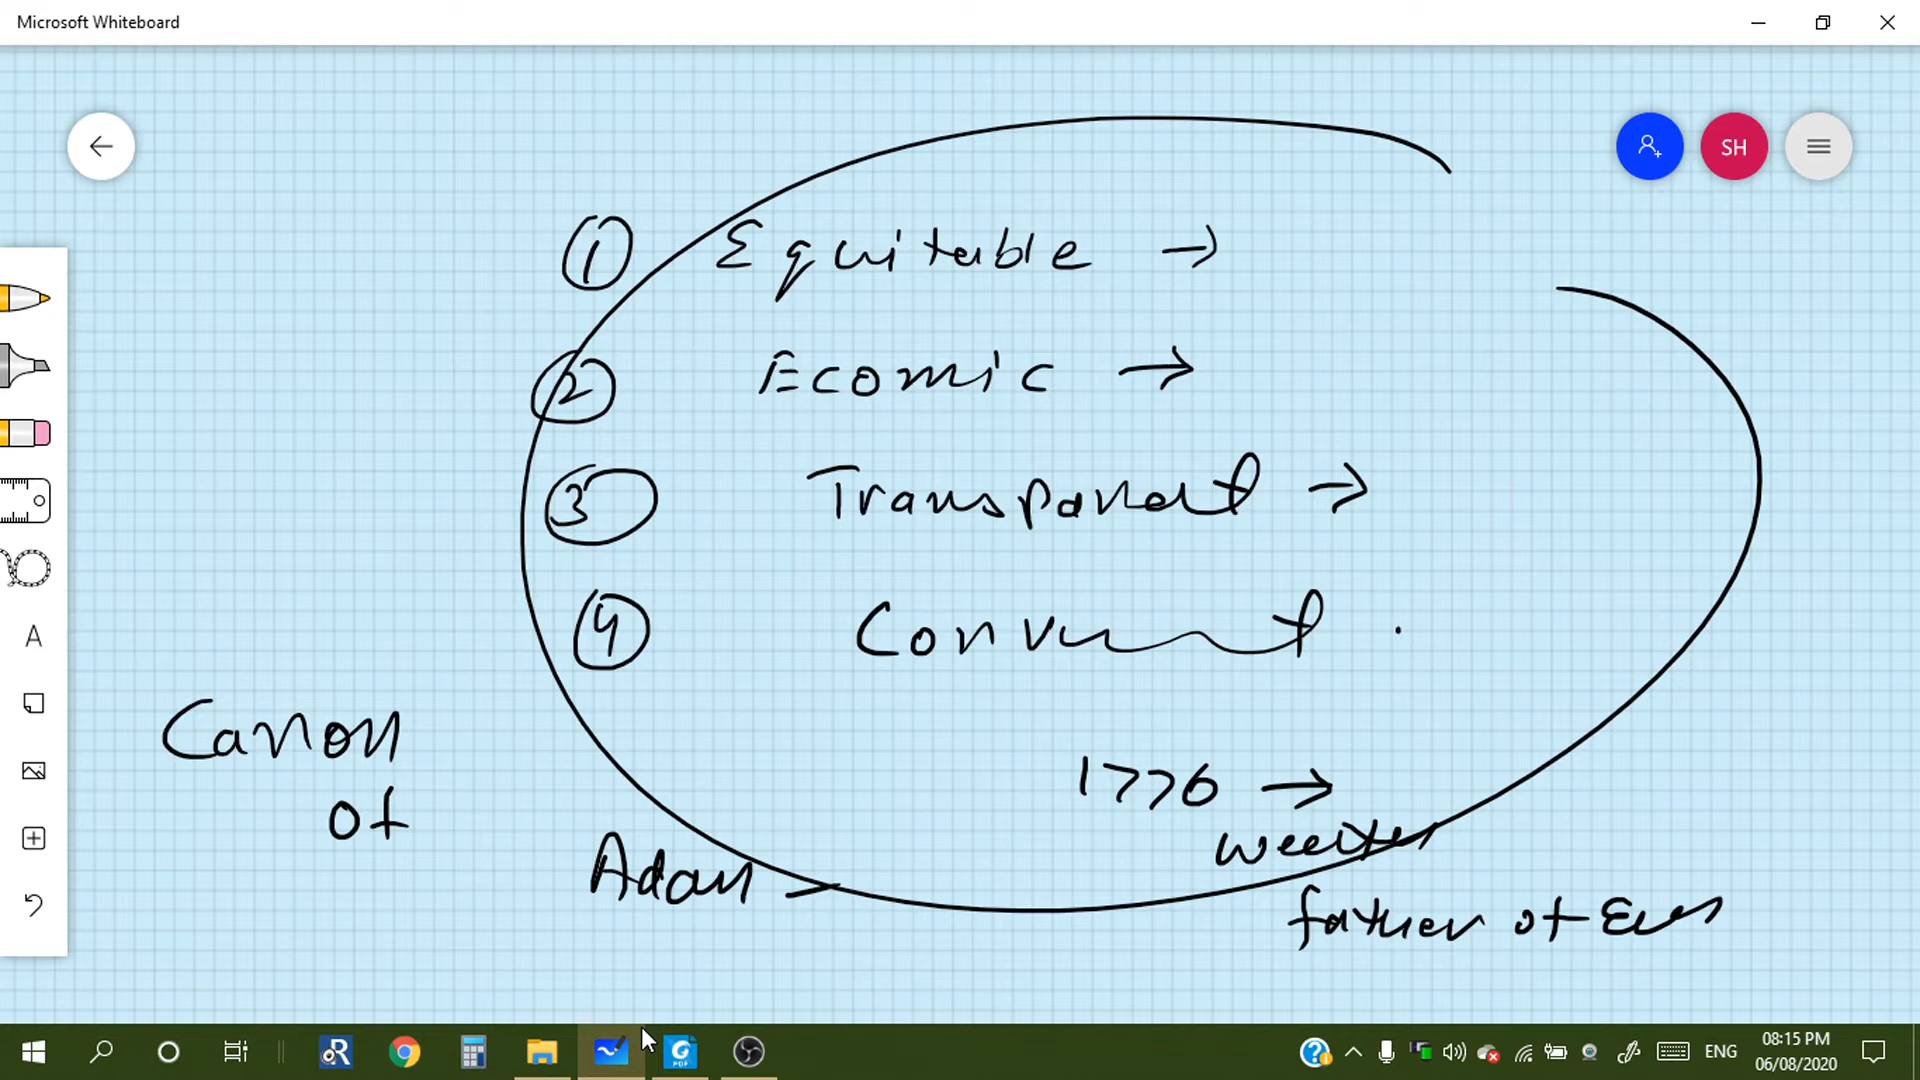 Microsoft Whiteboard
SH
① Equitable →
② Ecomic →
③ Transparent →
④
Canon
of
1776 →
Adam
father of
A
ENG
08:15 PM
06/08/2020